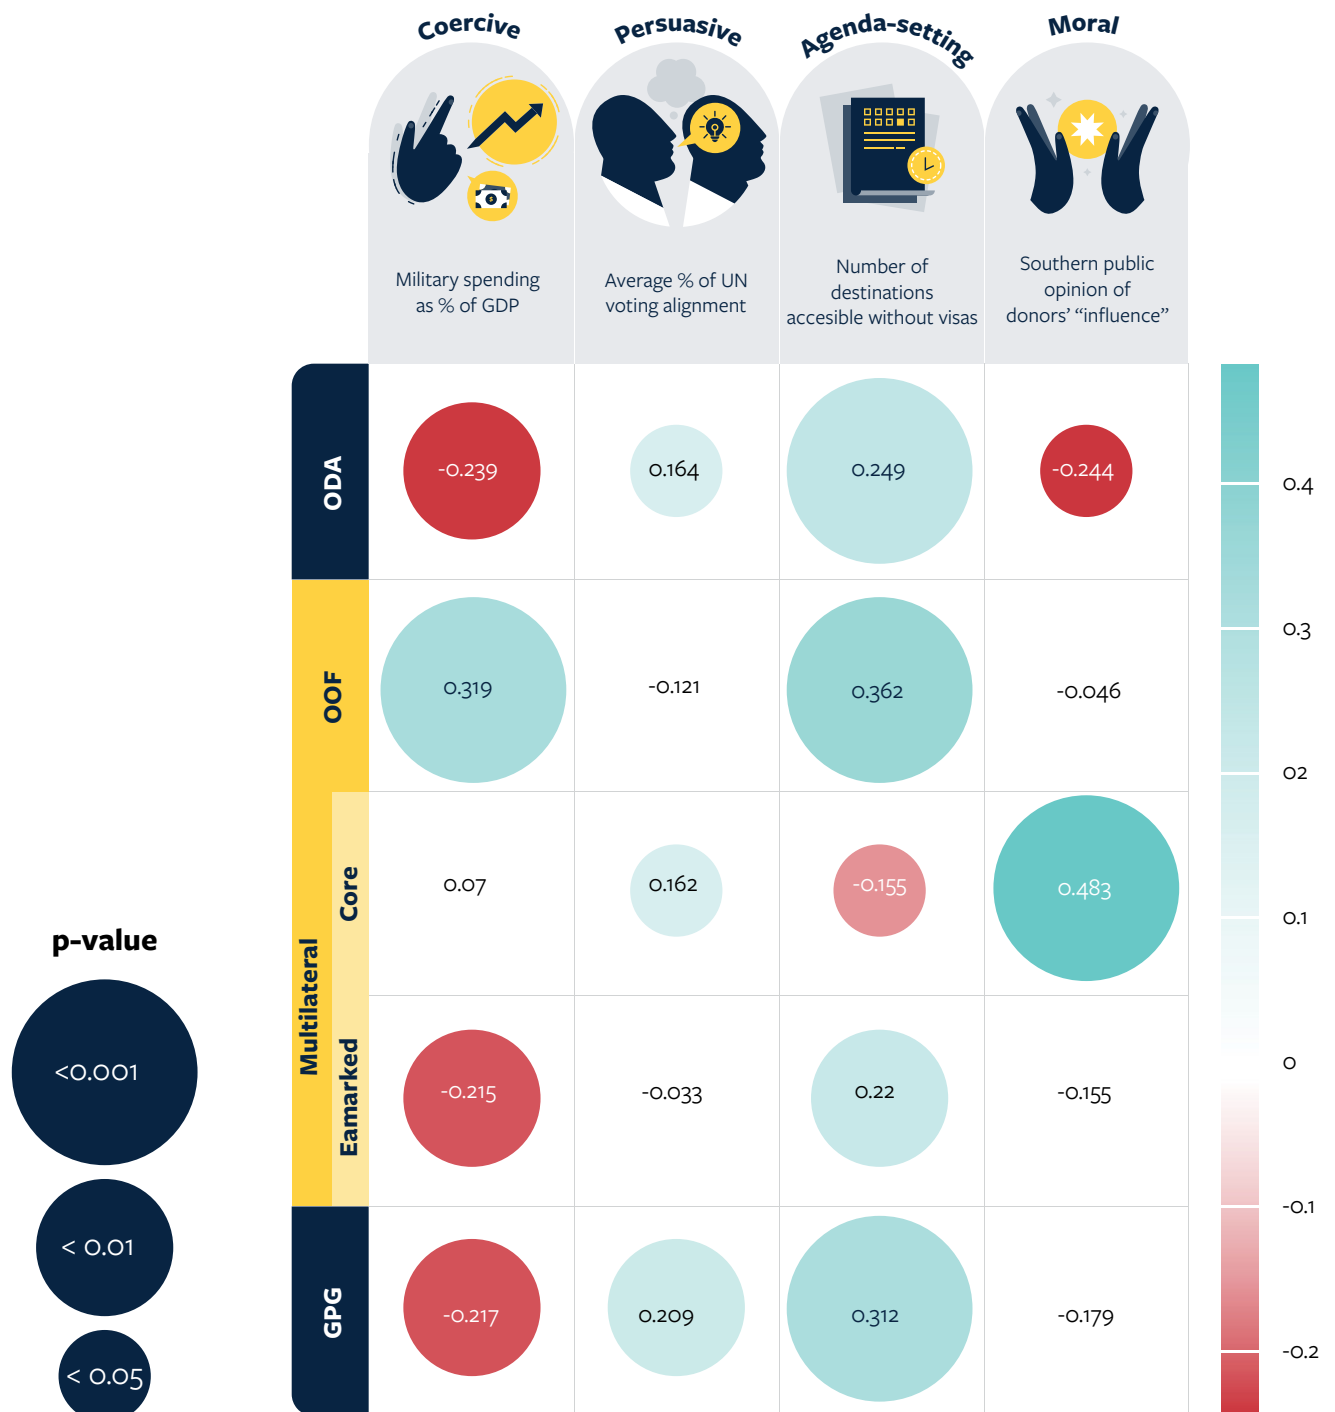 Coercive
Persuasive
Agenda-setting
Moral
Military spending
as % of GDP
Average % of UN
voting alignment
Number of
destinations
accesible without visas
Southern public
opinion of
donors’ “influence”
ODA
-0.239
0.164
0.249
-0.244
OOF
0.319
-0.121
0.362
-0.046
Multilateral
Core
0.07
0.162
-0.155
0.483
Eamarked
-0.215
-0.033
0.22
-0.155
GPG
-0.217
0.209
0.312
-0.179
p-value
<0.001
< 0.01
< 0.05
0.4
0.3
02
0.1
0
-0.1
-0.2
$